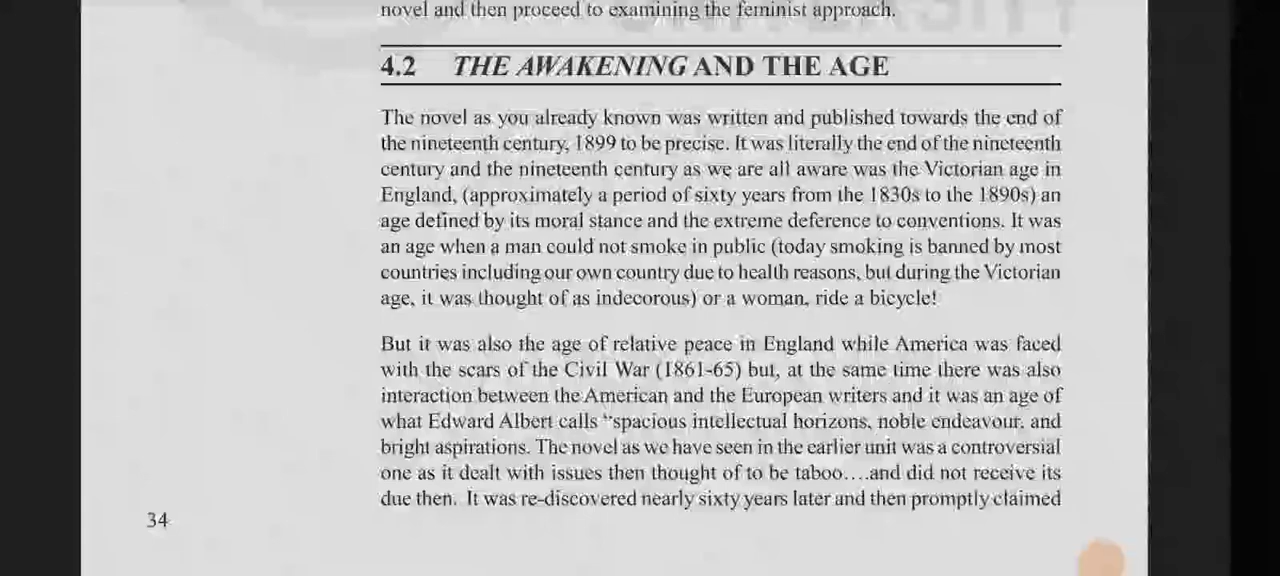 novel and then proceed to examining the feminist approach.
4.2 THE AWAKENING AND THE AGE
The novel as you already known was written and published towards the end of
the nineteenth century, 1899 to be precise. It was literally the end of the nineteenth
century and the nineteenth century as we are all aware was the Victorian age in
England, (approximately a period of sixty years from the 1830s to the 1890s) an
age defined by its moral stance and the extreme deference to conventions. It was
an age when a man could not smoke in public (today smoking is banned by most
countries including our own country due to health reasons, but during the Victorian
age, it was thought of as indecorous) or a woman, ride a bicycle!
But it was also the age of relative peace in England while America was faced
with the scars of the Civil War (1861-65) but, at the same time there was also
interaction between the American and the European writers and it was an age of
what Edward Albert calls "spacious intellectual horizons, noble endeavour, and
bright aspirations. The novel as we have seen in the earlier unit was a controversial
one as it dealt with issues then thought of to be taboo....and did not receive its
due then. It was re-discovered nearly sixty years later and then promptly claimed
34